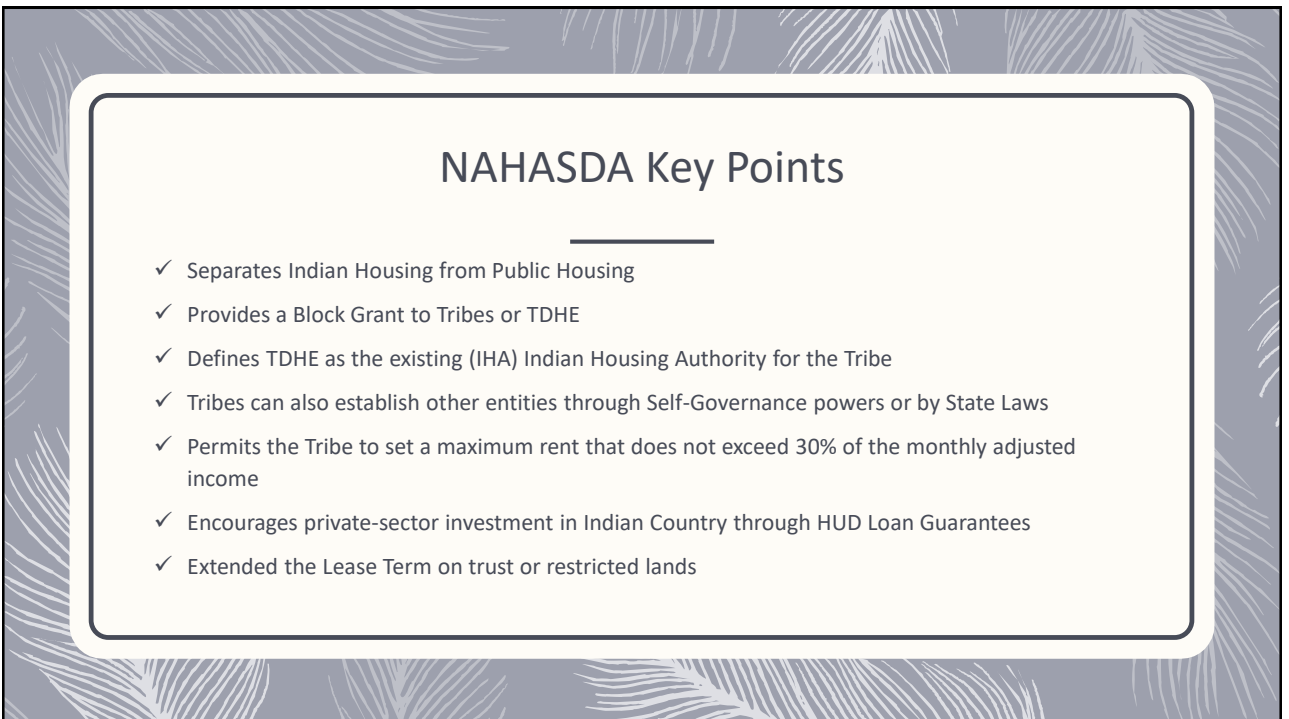 NAHASDA Key Points
✓ Separates Indian Housing from Public Housing
✓ Provides a Block Grant to Tribes or TDHE
✓ Defines TDHE as the existing (IHA) Indian Housing Authority for the Tribe
✓ Tribes can also establish other entities through Self-Governance powers or by State Laws
✓ Permits the Tribe to set a maximum rent that does not exceed 30% of the monthly adjusted
income
✓ Encourages private-sector investment in Indian Country through HUD Loan Guarantees
✓ Extended the Lease Term on trust or restricted lands